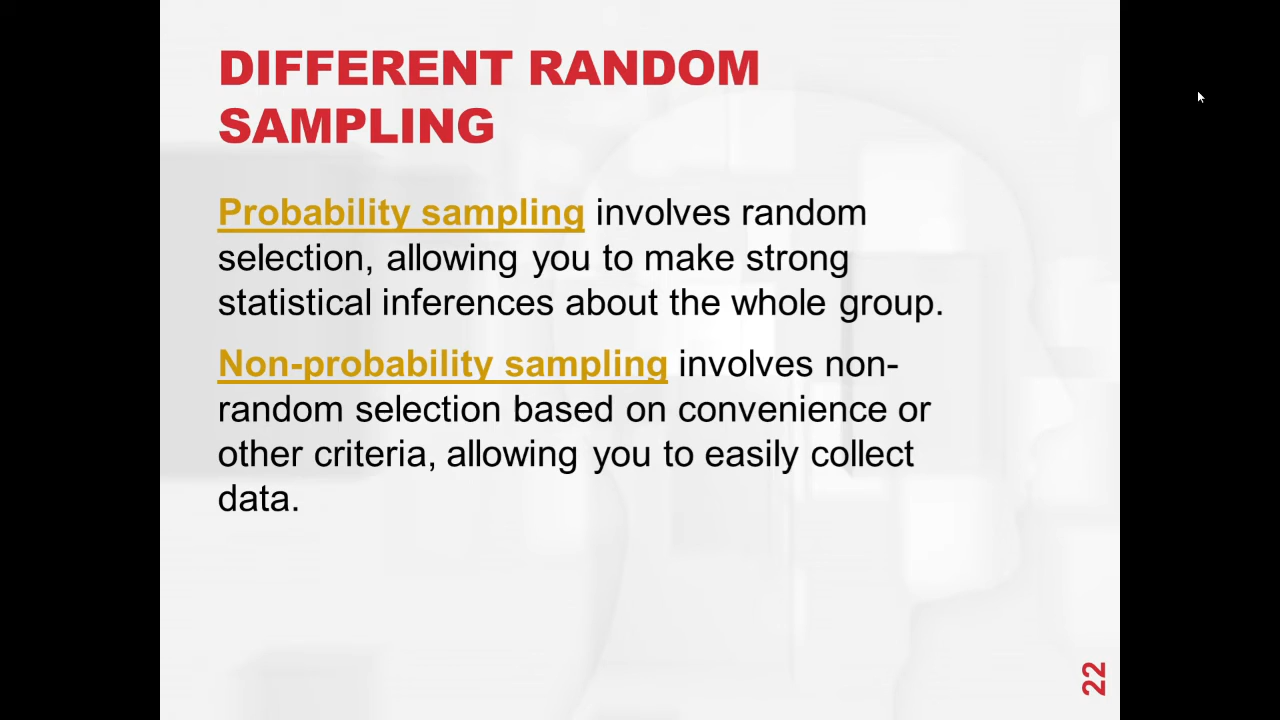 DIFFERENT RANDOM
SAMPLING
Probability sampling involves random
selection, allowing you to make strong
statistical inferences about the whole group.
Non-probability sampling involves non-
random selection based on convenience or
other criteria, allowing you to easily collect
data.
22